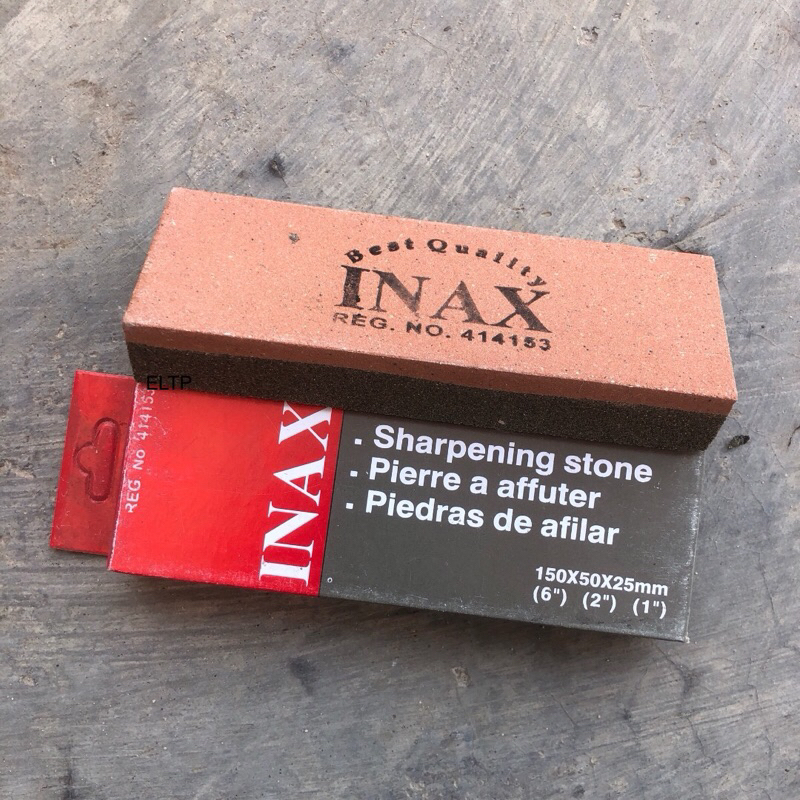 Best Quality
INAX
REG. NO. 414153
ELTP
REG No 414153
INAX
. Sharpening stone
. Pierre a affuter
. Piedras de afilar
150X50X25mm
(6") (2") (1")